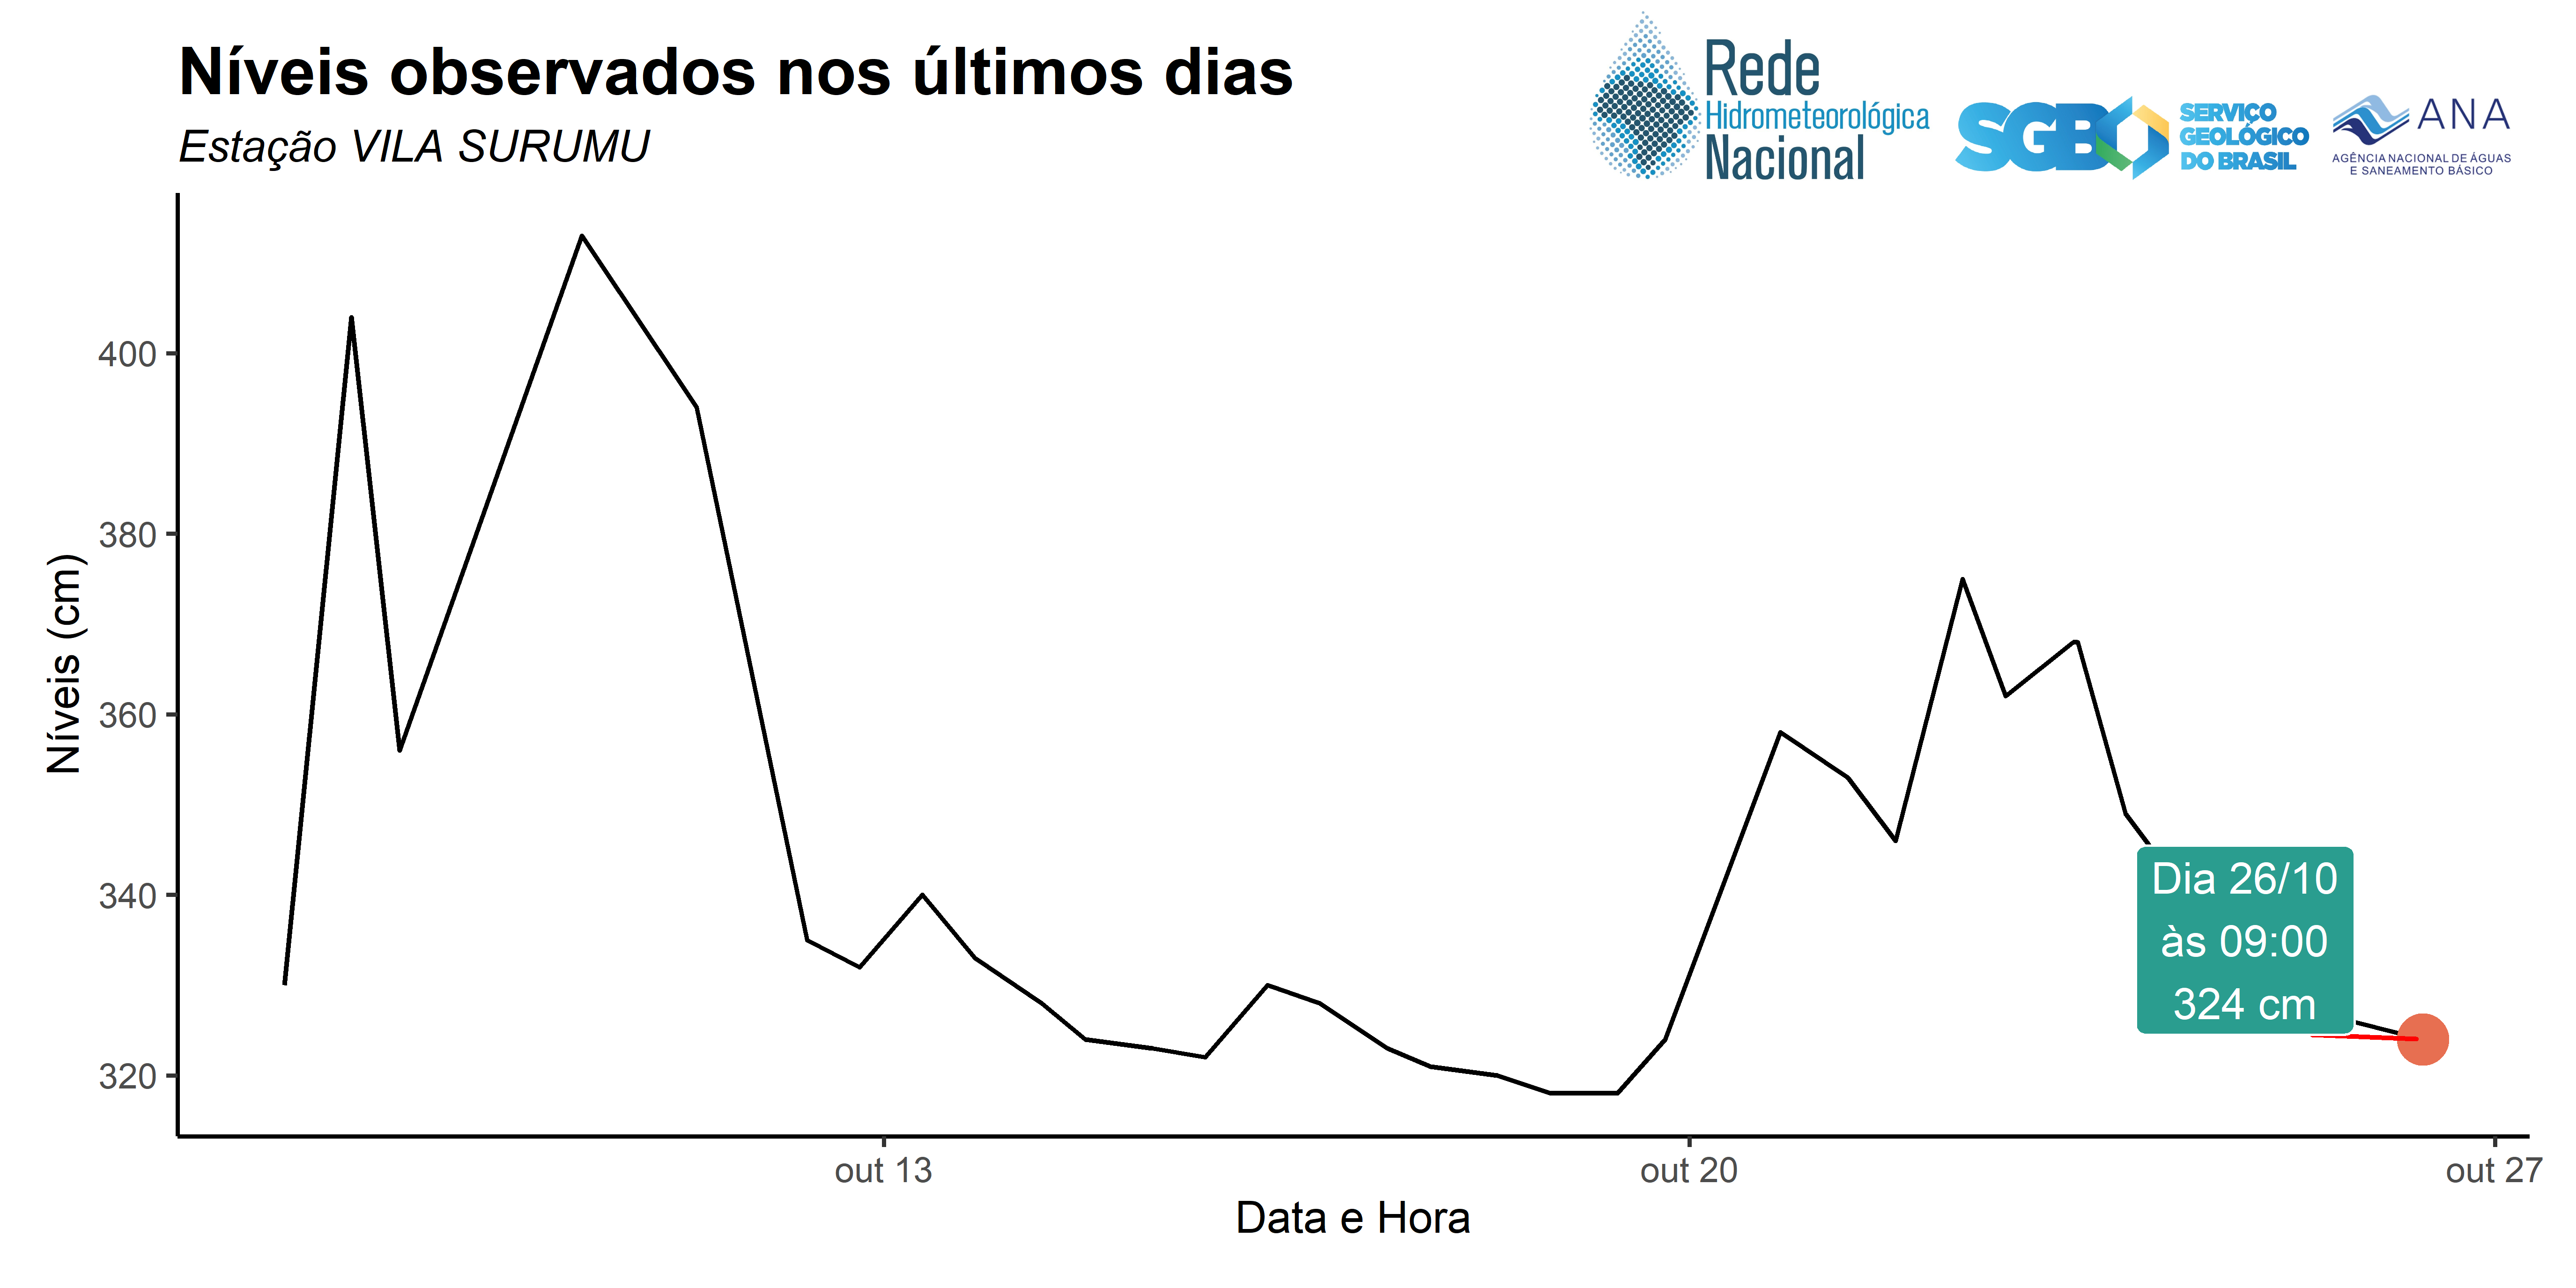 Níveis observados nos últimos dias
Estação VILA SURUMU
Rede
Hidrometeorológica
Nacional
SGB
SERVIÇO
GEOLÓGICO
DO BRASIL
ANA
AGÊNCIA NACIONAL DE ÁGUAS
E SANEAMENTO BÁSICO
Níveis (cm)
400
380
360
340
320
Dia 26/10
às 09:00
324 cm
out 13
out 20
out 27
Data e Hora